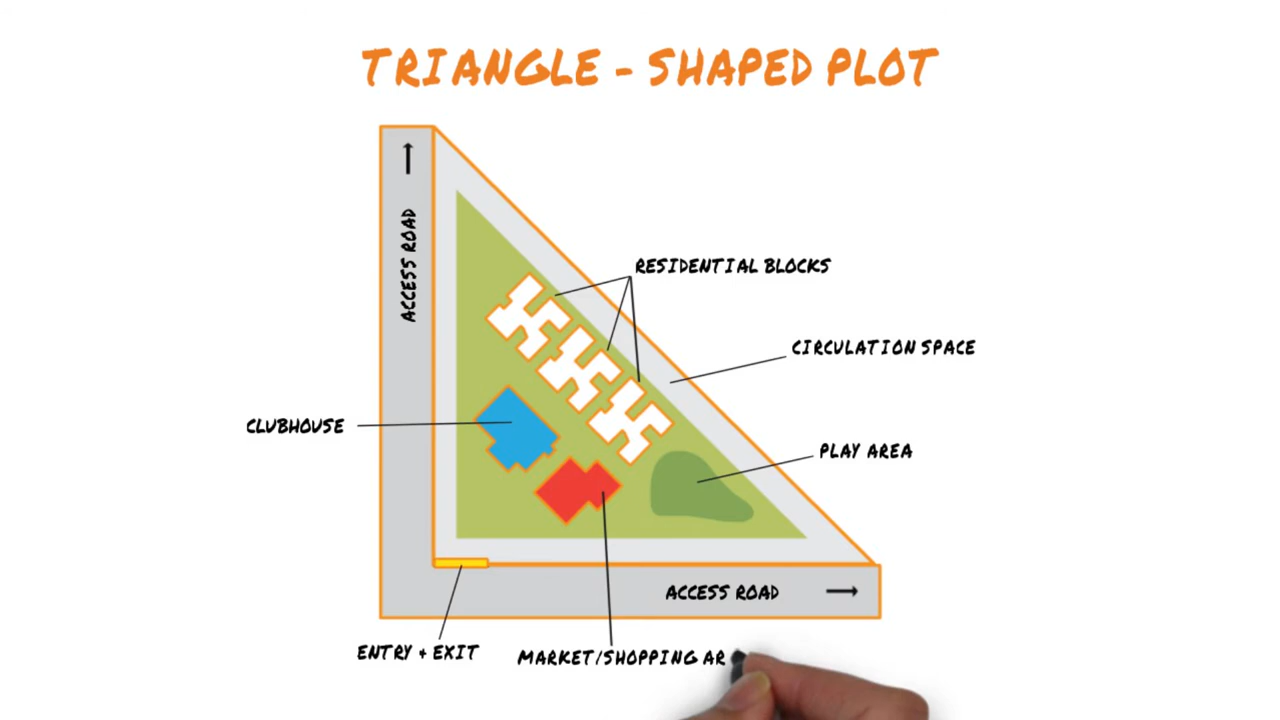 TRIANGLE - SHAPED PLOT
ACCESS ROAD
RESIDENTIAL BLOCKS
CIRCULATION SPACE
CLUBHOUSE
PLAY AREA
ACCESS ROAD
ENTRY + EXIT
MARKET/SHOPPING AR